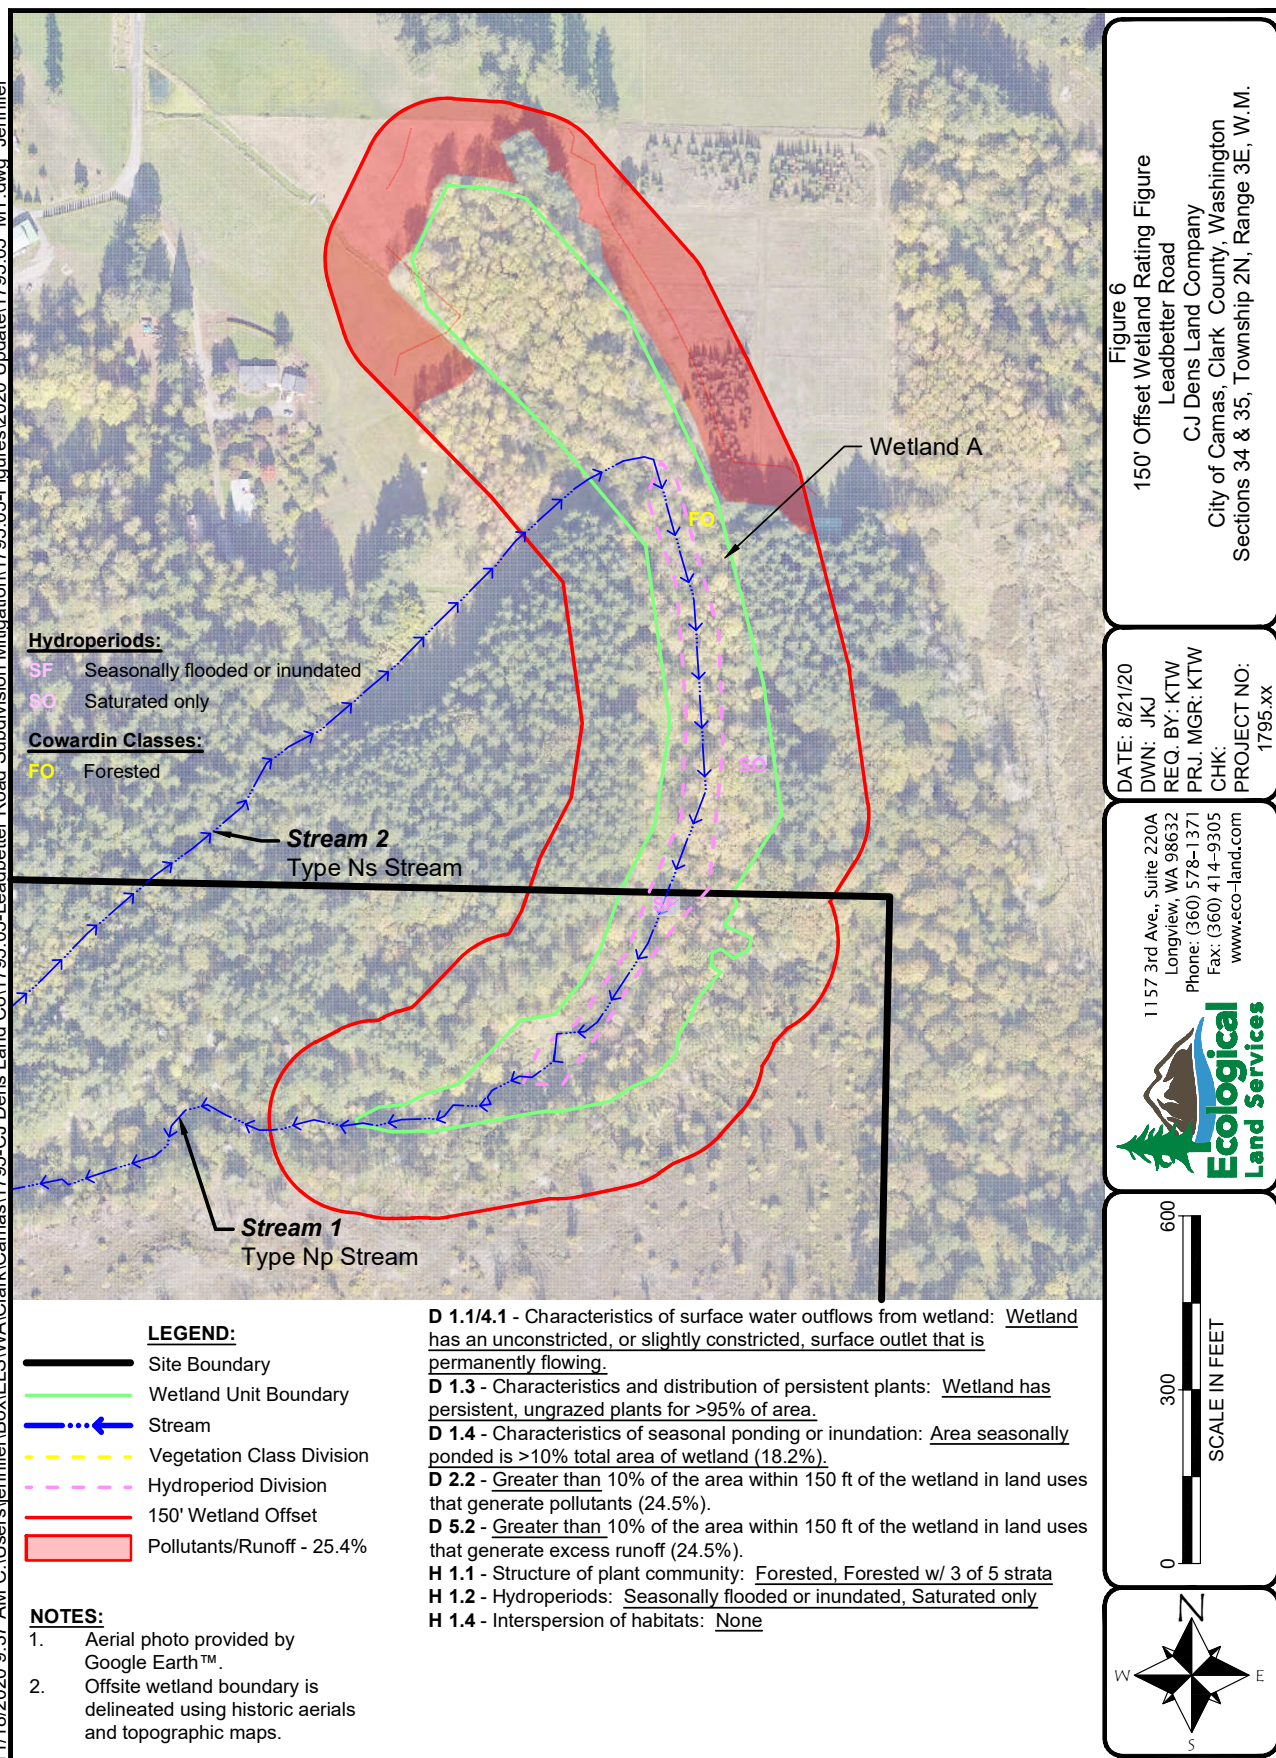 Wetland A
FO
SO
SF
Hydroperiods:
SF Seasonally flooded or inundated
SO Saturated only
Cowardin Classes:
FO Forested
Stream 2
Type Ns Stream
Stream 1
Type Np Stream
LEGEND:
Site Boundary
Wetland Unit Boundary
Stream
Vegetation Class Division
Hydroperiod Division
150' Wetland Offset
Pollutants/Runoff - 25.4%
NOTES:
1. Aerial photo provided by
Google Earth™.
2. Offsite wetland boundary is
delineated using historic aerials
and topographic maps.
D 1.1/4.1 - Characteristics of surface water outflows from wetland: Wetland
has an unconstricted, or slightly constricted, surface outlet that is
permanently flowing.
D 1.3 - Characteristics and distribution of persistent plants: Wetland has
persistent, ungrazed plants for >95% of area.
D 1.4 - Characteristics of seasonal ponding or inundation: Area seasonally
ponded is >10% total area of wetland (18.2%).
D 2.2 - Greater than 10% of the area within 150 ft of the wetland in land uses
that generate pollutants (24.5%).
D 5.2 - Greater than 10% of the area within 150 ft of the wetland in land uses
that generate excess runoff (24.5%).
H 1.1 - Structure of plant community: Forested, Forested w/ 3 of 5 strata
H 1.2 - Hydroperiods: Seasonally flooded or inundated, Saturated only
H 1.4 - Interspersion of habitats: None
Figure 6
150' Offset Wetland Rating Figure
Leadbetter Road
CJ Dens Land Company
City of Camas, Clark County, Washington
Sections 34 & 35, Township 2N, Range 3E, W.M.
DATE: 8/21/20
DWN: JKJ
REQ. BY: KTW
PRJ. MGR: KTW
CHK:
PROJECT NO:
1795.xx
1157 3rd Ave., Suite 220A
Longview, WA 98632
Phone: (360) 578-1371
Fax: (360) 414-9305
www.eco-land.com
Ecological
Land Services
0 300 600
SCALE IN FEET
N
W E
S